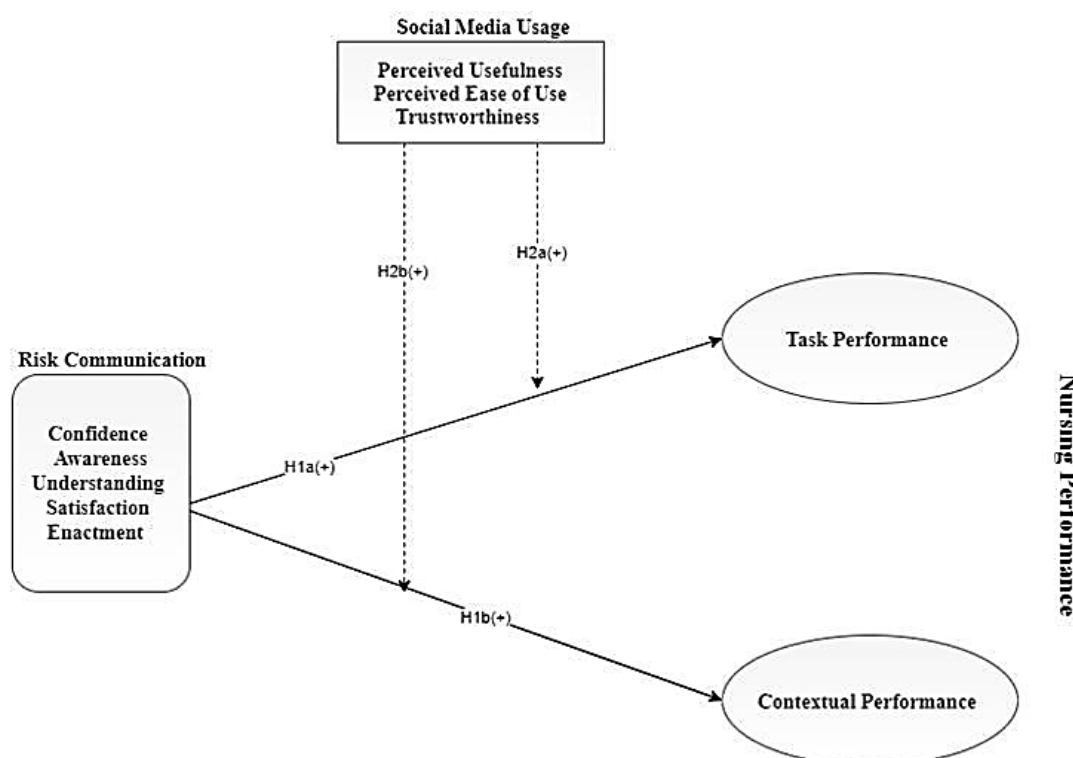 Social Media Usage
Perceived Usefulness
Perceived Ease of Use
Trustworthiness
H2b(+)
H2a(+)
Task Performance
Risk Communication
Confidence
Awareness
Understanding
Satisfaction
Enactment
H1a(+)
H1b(+)
Contextual Performance
Nursing Performance